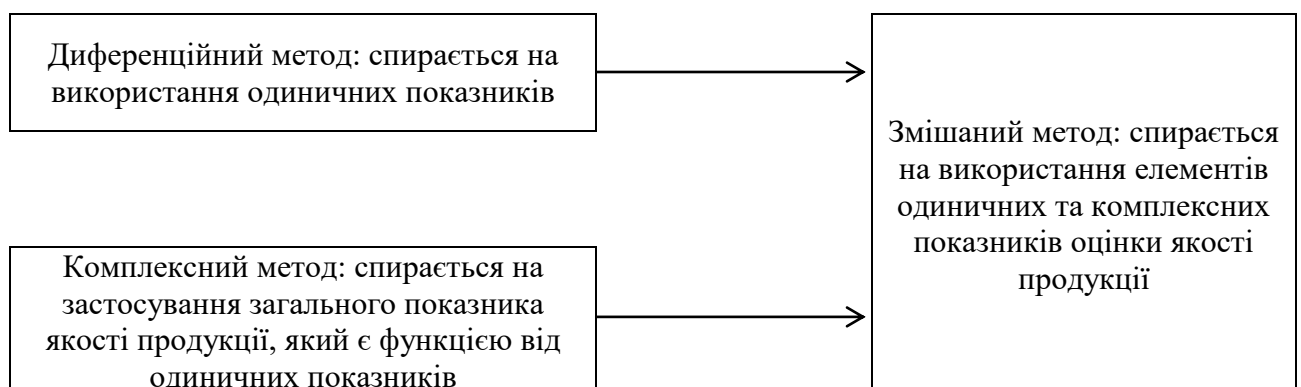 Диференційний метод: спирається на
використання одиничних показників
Комплексний метод: спирається на
застосування загального показника
якості продукції, який є функцією від
одиничних показників
Змішаний метод: спирається
на використання елементів
одиничних та комплексних
показників оцінки якості
продукції